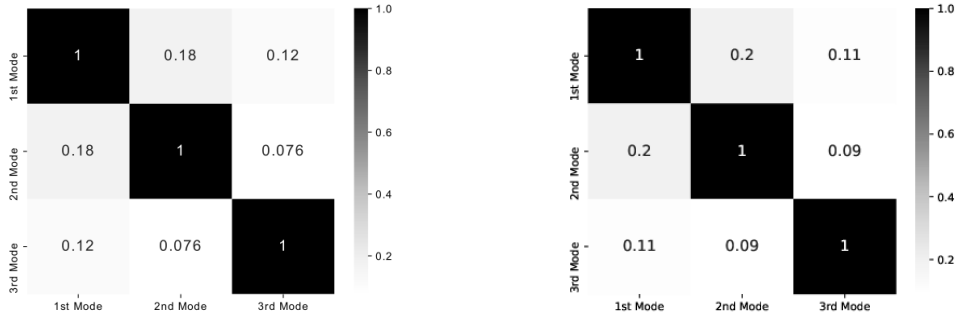 1st Mode
2nd Mode
3rd Mode
1 0.18 0.12
0.18 1 0.076
0.12 0.076 1
1st Mode 2nd Mode 3rd Mode
1.0
0.8
0.6
0.4
0.2
1st Mode
2nd Mode
3rd Mode
1 0.2 0.11
0.2 1 0.09
0.11 0.09 1
1st Mode 2nd Mode 3rd Mode
1.0
0.8
0.6
0.4
0.2